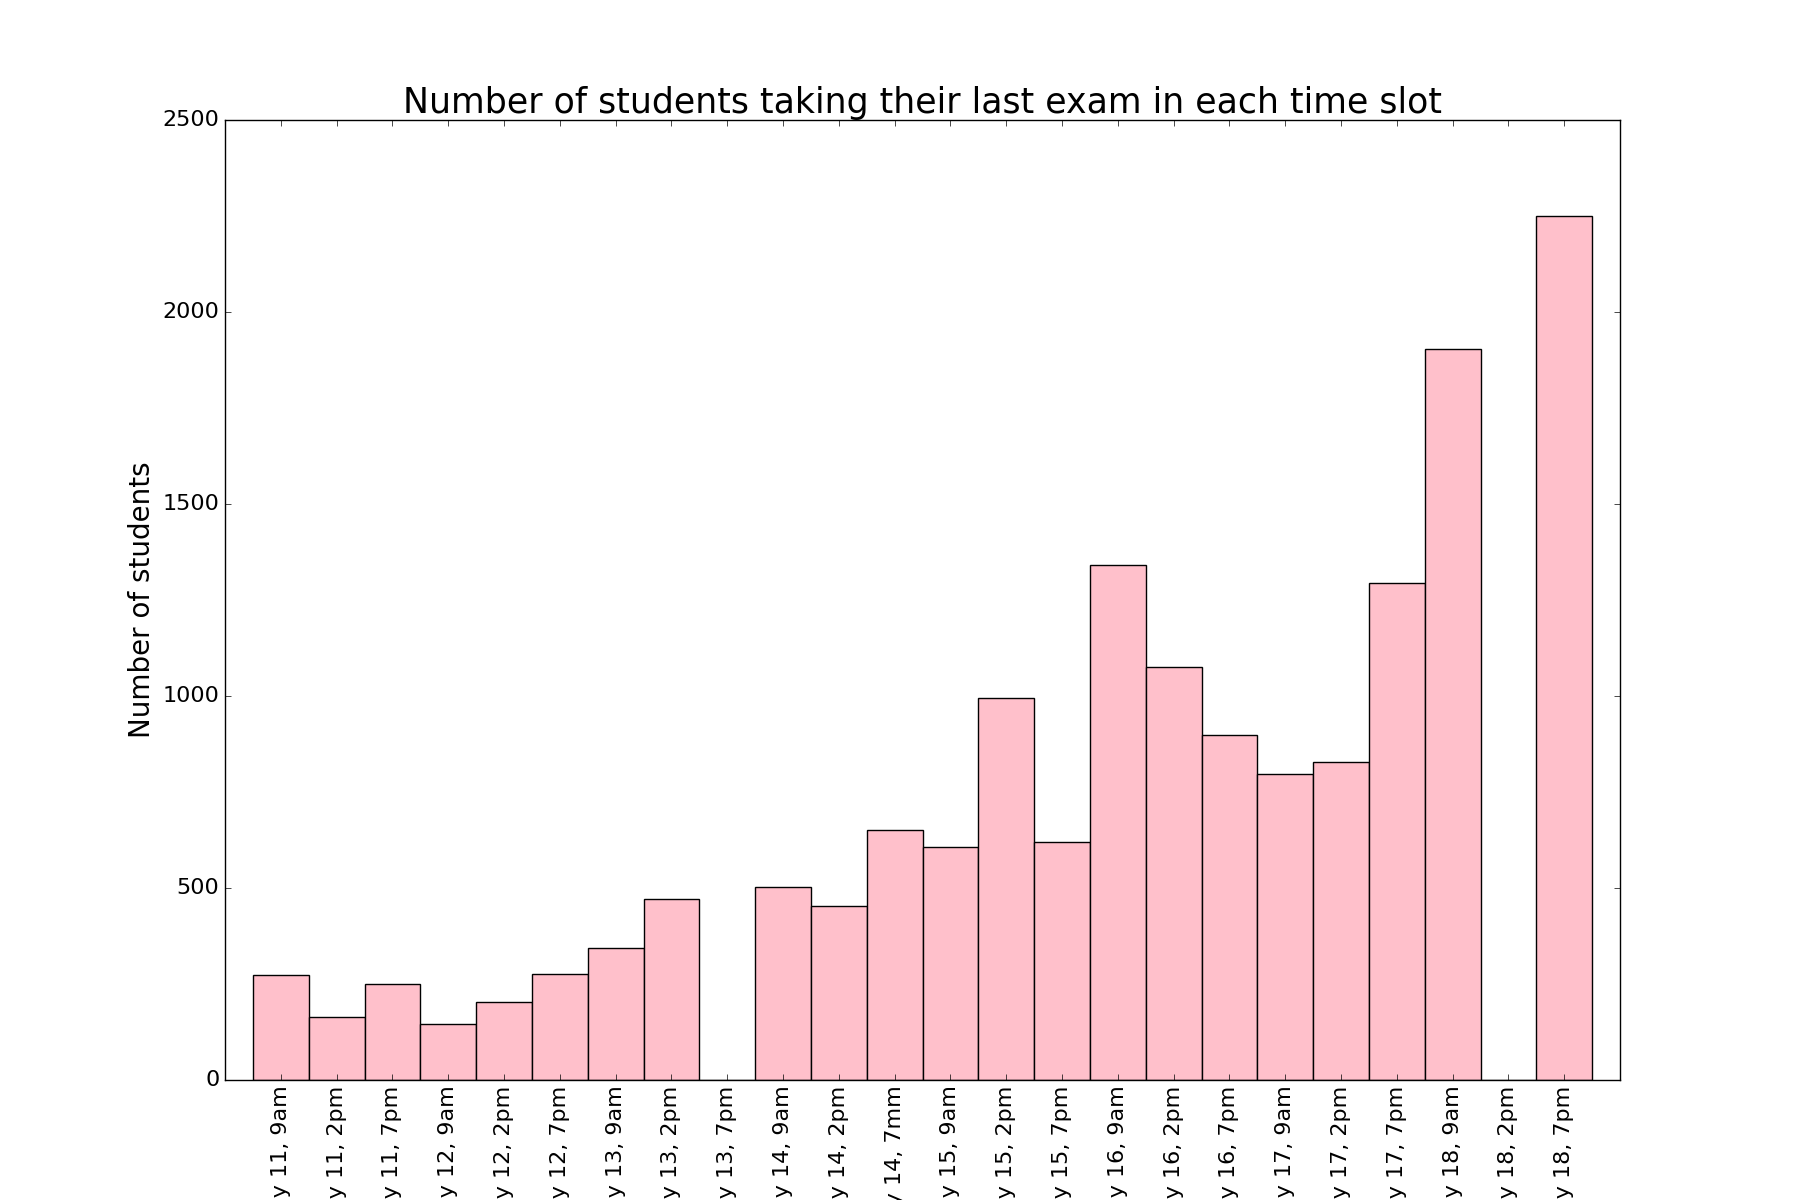 Number of students taking their last exam in each time slot
Number of students
2500
2000
1500
1000
500
0
y 11, 9am
y 11, 2pm
y 11, 7pm
y 12, 9am
y 12, 2pm
y 12, 7pm
y 13, 9am
y 13, 2pm
y 13, 7pm
y 14, 9am
y 14, 2pm
y 14, 7mm
y 15, 9am
y 15, 2pm
y 15, 7pm
y 16, 9am
y 16, 2pm
y 16, 7pm
y 17, 9am
y 17, 2pm
y 17, 7pm
y 18, 9am
y 18, 2pm
y 18, 7pm